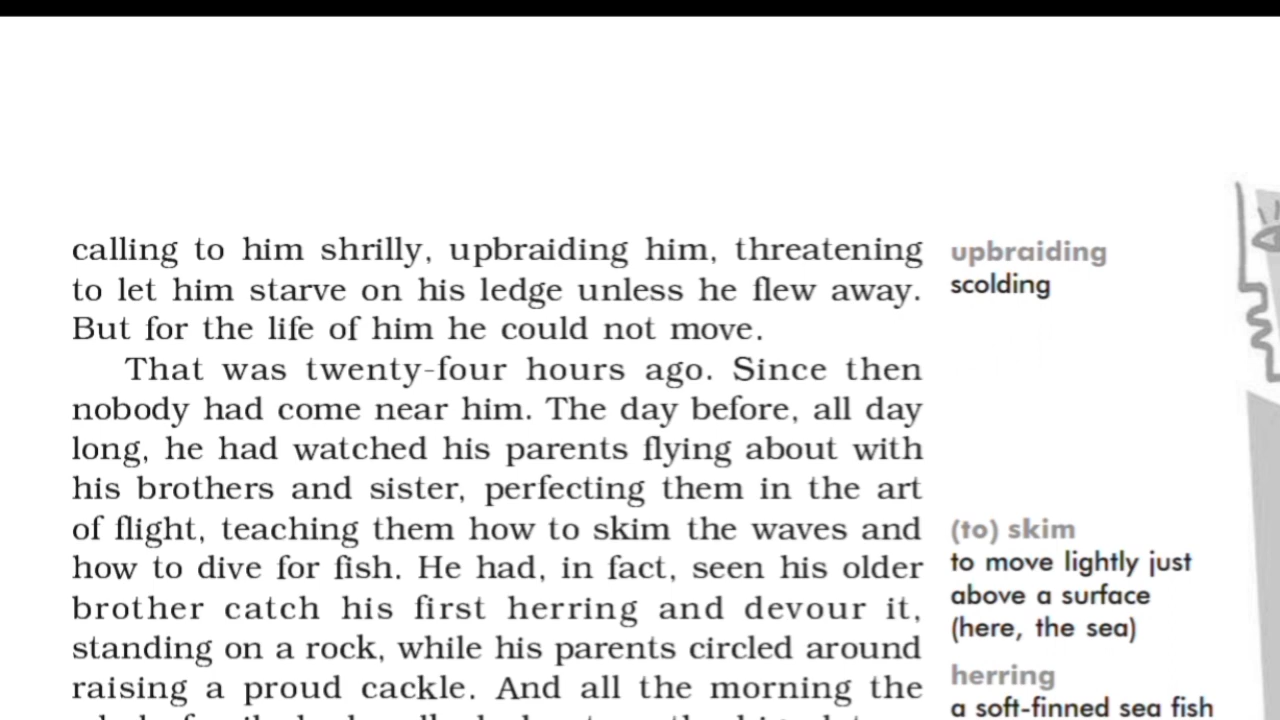 calling to him shrilly, upbraiding him, threatening
to let him starve on his ledge unless he flew away.
But for the life of him he could not move.
That was twenty-four hours ago. Since then
nobody had come near him. The day before, all day
long, he had watched his parents flying about with
his brothers and sister, perfecting them in the art
of flight, teaching them how to skim the waves and
how to dive for fish. He had, in fact, seen his older
brother catch his first herring and devour it,
standing on a rock, while his parents circled around
raising a proud cackle. And all the morning the
upbraiding
scolding
(to) skim
to move lightly just
above a surface
(here, the sea)
herring
a soft-finned sea fish